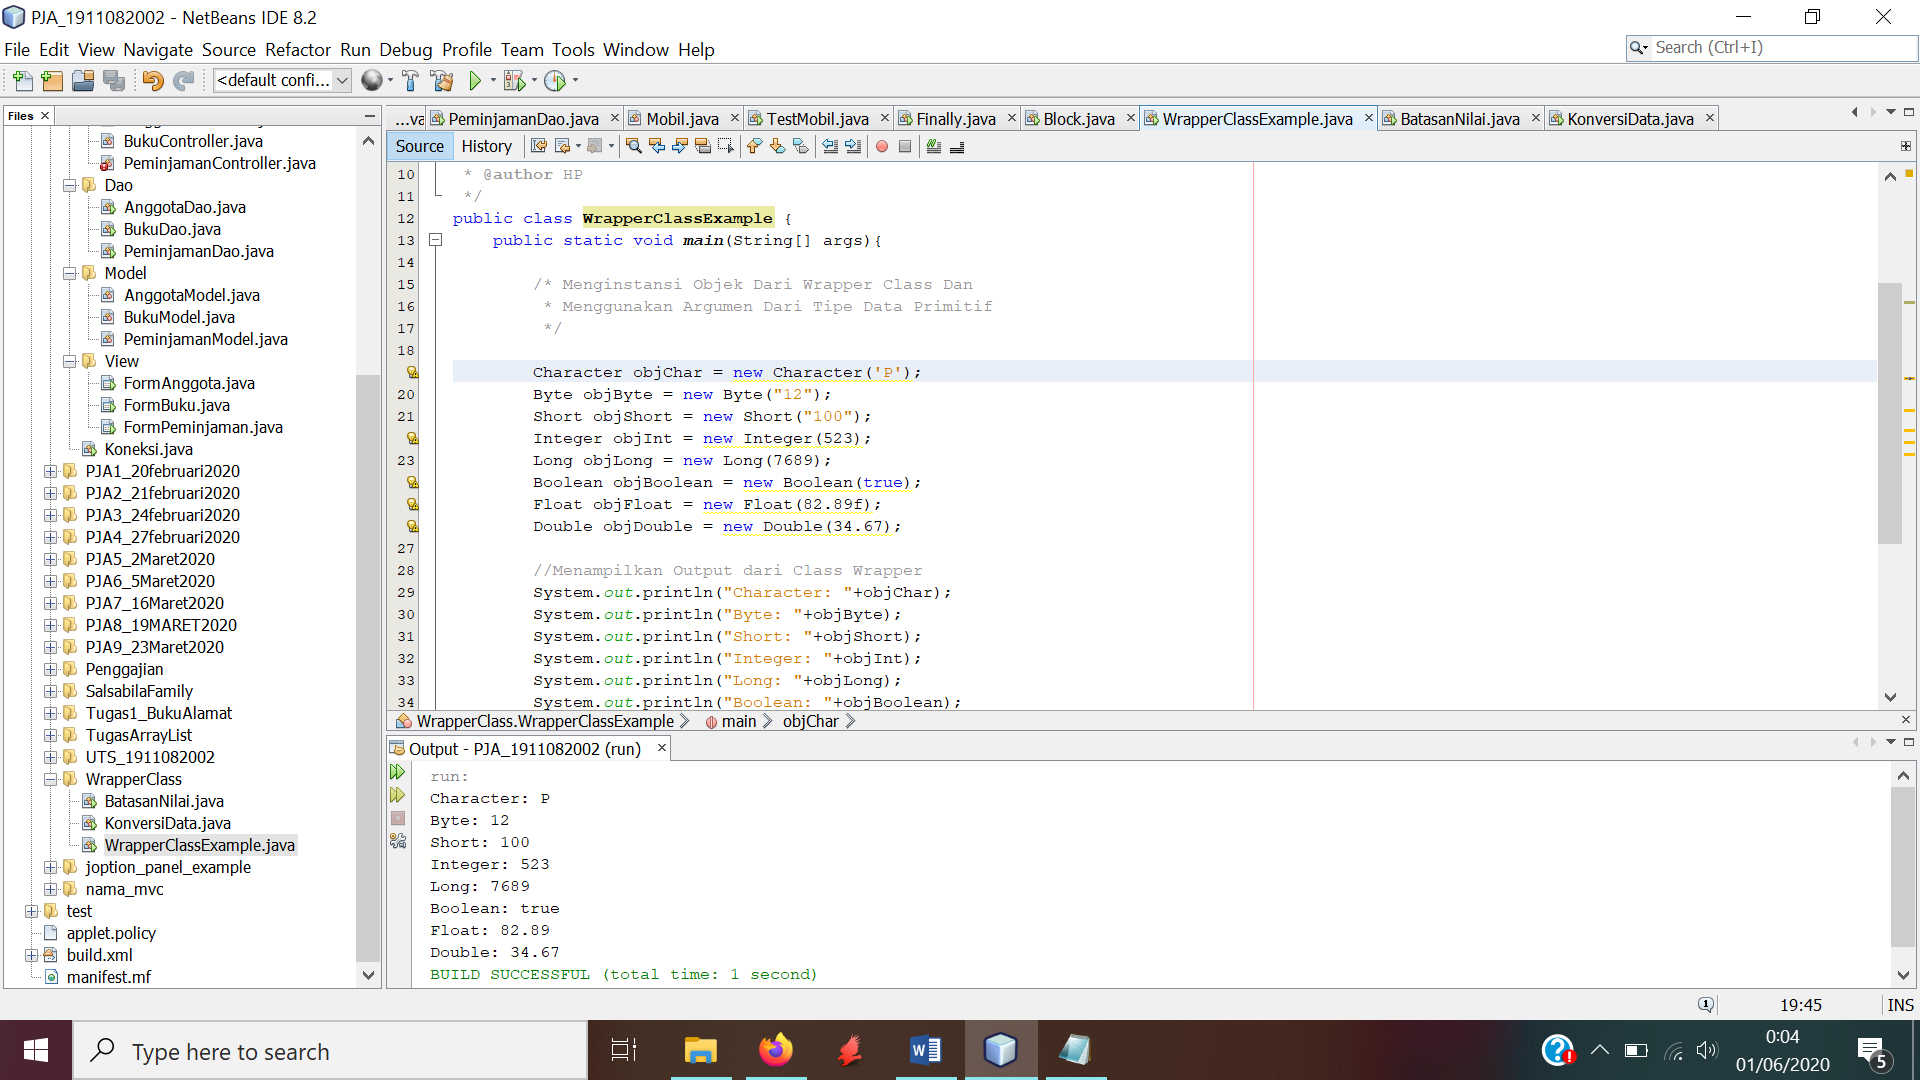 PJA_1911082002 - NetBeans IDE 8.2
File Edit View Navigate Source Refactor Run Debug Profile Team Tools Window Help
Search (Ctrl+I)
<default confi...
Files
BukuController.java
PeminjamanController.java
Dao
AnggotaDao.java
BukuDao.java
PeminjamanDao.java
Model
AnggotaModel.java
BukuModel.java
PeminjamanModel.java
View
FormAnggota.java
FormBuku.java
FormPeminjaman.java
Koneksi.java
PJA1_20februari2020
PJA2_21februari2020
PJA3_24februari2020
PJA4_27februari2020
PJA5_2Maret2020
PJA6_5Maret2020
PJA7_16Maret2020
PJA8_19MARET2020
PJA9_23Maret2020
Penggajian
SalsabilaFamily
Tugas1_BukuAlamat
TugasArrayList
UTS_1911082002
WrapperClass
BatasanNilai.java
KonversiData.java
WrapperClassExample.java
joption_panel_example
nama_mvc
test
applet.policy
build.xml
manifest.mf
...va PeminjamanDao.java Mobil.java TestMobil.java Finally.java Block.java WrapperClassExample.java BatasanNilai.java KonversiData.java
Source History
10 * @author HP
11 */
12 public class WrapperClassExample {
13 public static void main(String[] args){
14
15 /* Menginstansi Objek Dari Wrapper Class Dan
16 * Menggunakan Argumen Dari Tipe Data Primitif
17 */
18
Character objChar = new Character('P');
20 Byte objByte = new Byte("12");
21 Short objShort = new Short("100");
Integer objInt = new Integer(523);
23 Long objLong = new Long(7689);
Boolean objBoolean = new Boolean(true);
Float objFloat = new Float(82.89f);
Double objDouble = new Double(34.67);
27
28 //Menampilkan Output dari Class Wrapper
29 System.out.println("Character: "+objChar);
30 System.out.println("Byte: "+objByte);
31 System.out.println("Short: "+objShort);
32 System.out.println("Integer: "+objInt);
33 System.out.println("Long: "+objLong);
34 System.out.println("Boolean: "+objBoolean);
WrapperClass.WrapperClassExample main objChar
Output - PJA_1911082002 (run)
run:
Character: P
Byte: 12
Short: 100
Integer: 523
Long: 7689
Boolean: true
Float: 82.89
Double: 34.67
BUILD SUCCESSFUL (total time: 1 second)
19:45 INS
Type here to search
0:04
01/06/2020
5